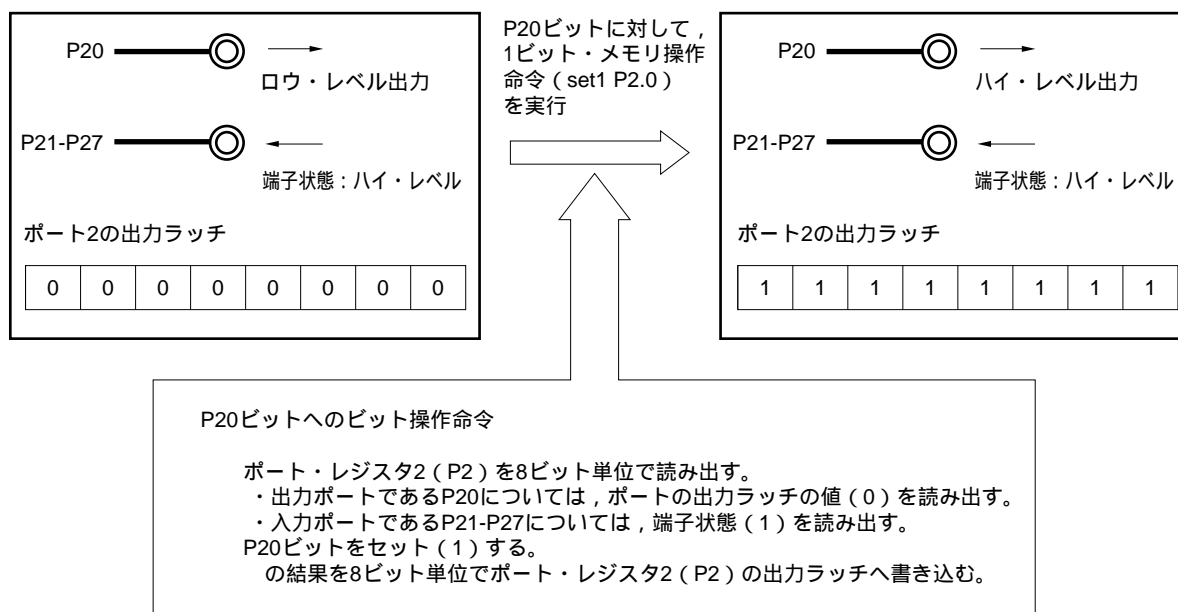 P20
ロウ・レベル出力
P21-P27
端子状態：ハイ・レベル
ポート2の出力ラッチ
0 0 0 0 0 0 0 0
P20ビットに対して，
1ビット・メモリ操作
命令（set1 P2.0）
を実行
P20
ハイ・レベル出力
P21-P27
端子状態：ハイ・レベル
ポート2の出力ラッチ
1 1 1 1 1 1 1 1
P20ビットへのビット操作命令
ポート・レジスタ2（P2）を8ビット単位で読み出す。
・出力ポートであるP20については，ポートの出力ラッチの値（0）を読み出す。
・入力ポートであるP21-P27については，端子状態（1）を読み出す。
P20ビットをセット（1）する。
の結果を8ビット単位でポート・レジスタ2（P2）の出力ラッチへ書き込む。